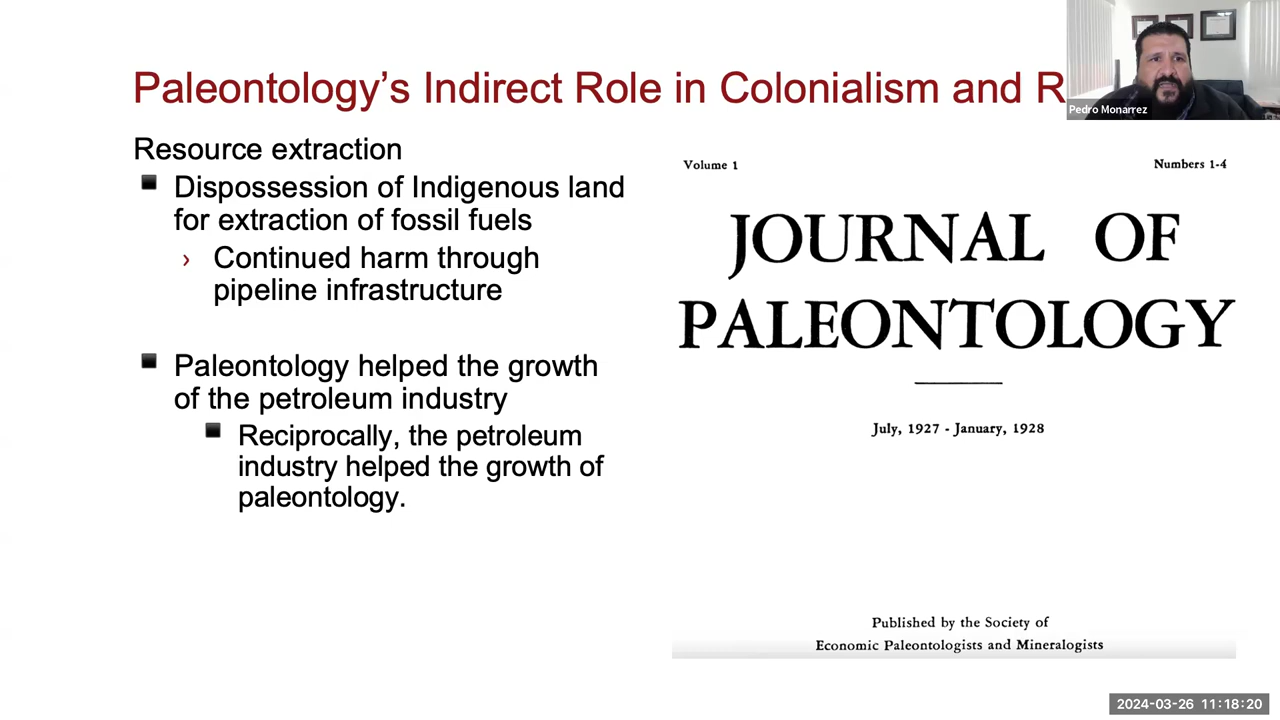 Paleontology’s Indirect Role in Colonialism and R
Pedro Monarrez
Resource extraction
Dispossession of Indigenous land
for extraction of fossil fuels
› Continued harm through
pipeline infrastructure
Paleontology helped the growth
of the petroleum industry
Reciprocally, the petroleum
industry helped the growth of
paleontology.
Volume 1
Numbers 1-4
JOURNAL OF
PALEONTOLOGY
July, 1927 - January, 1928
Published by the Society of
Economic Paleontologists and Mineralogists
2024-03-26 11:18:20